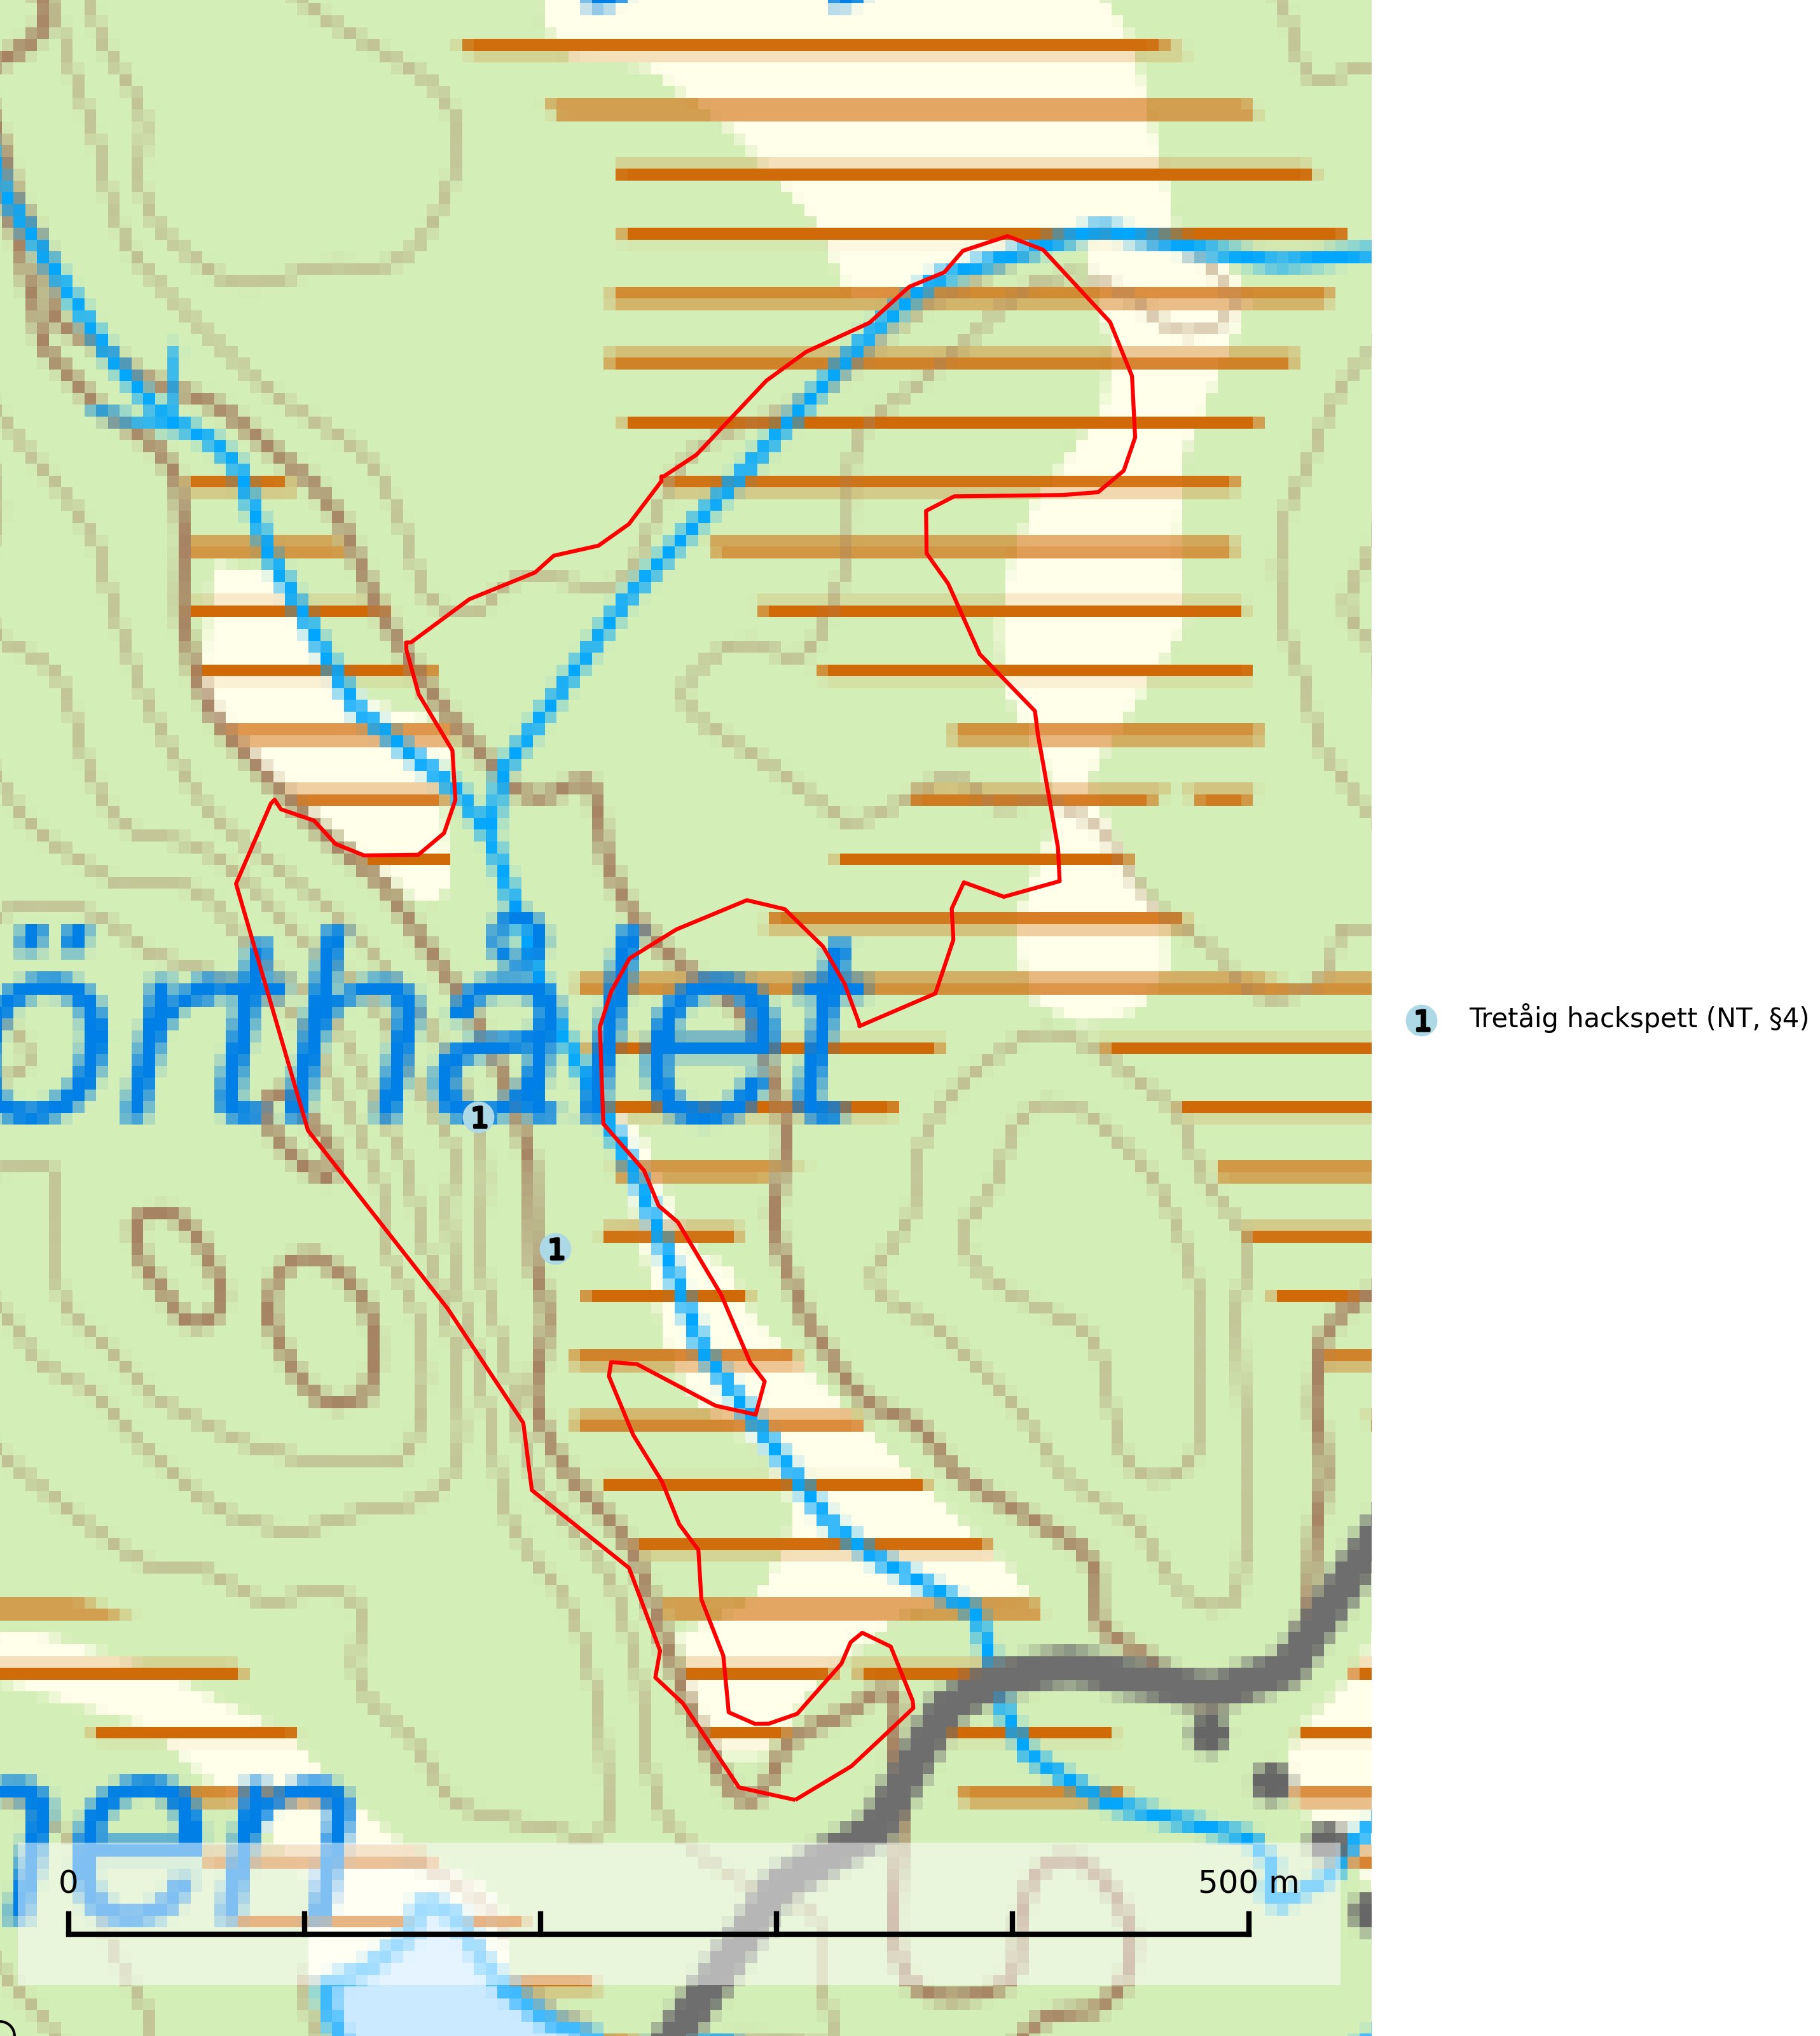 örthålet
1 Tretåig hackspett (NT, §4)
1
1
nen
0 500 m